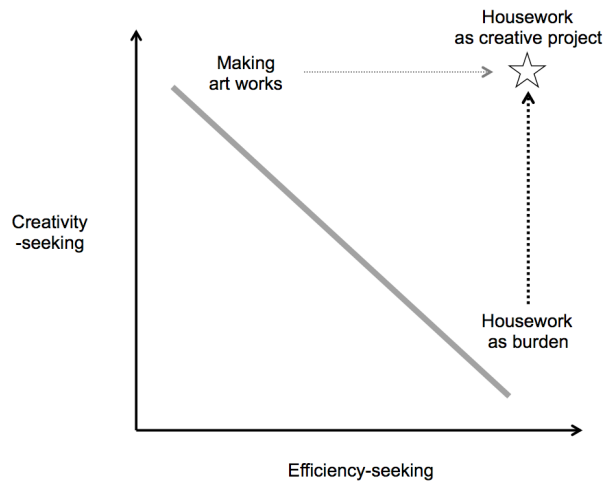 Housework
as creative project
Making
art works
Creativity
-seeking
Housework
as burden
Efficiency-seeking